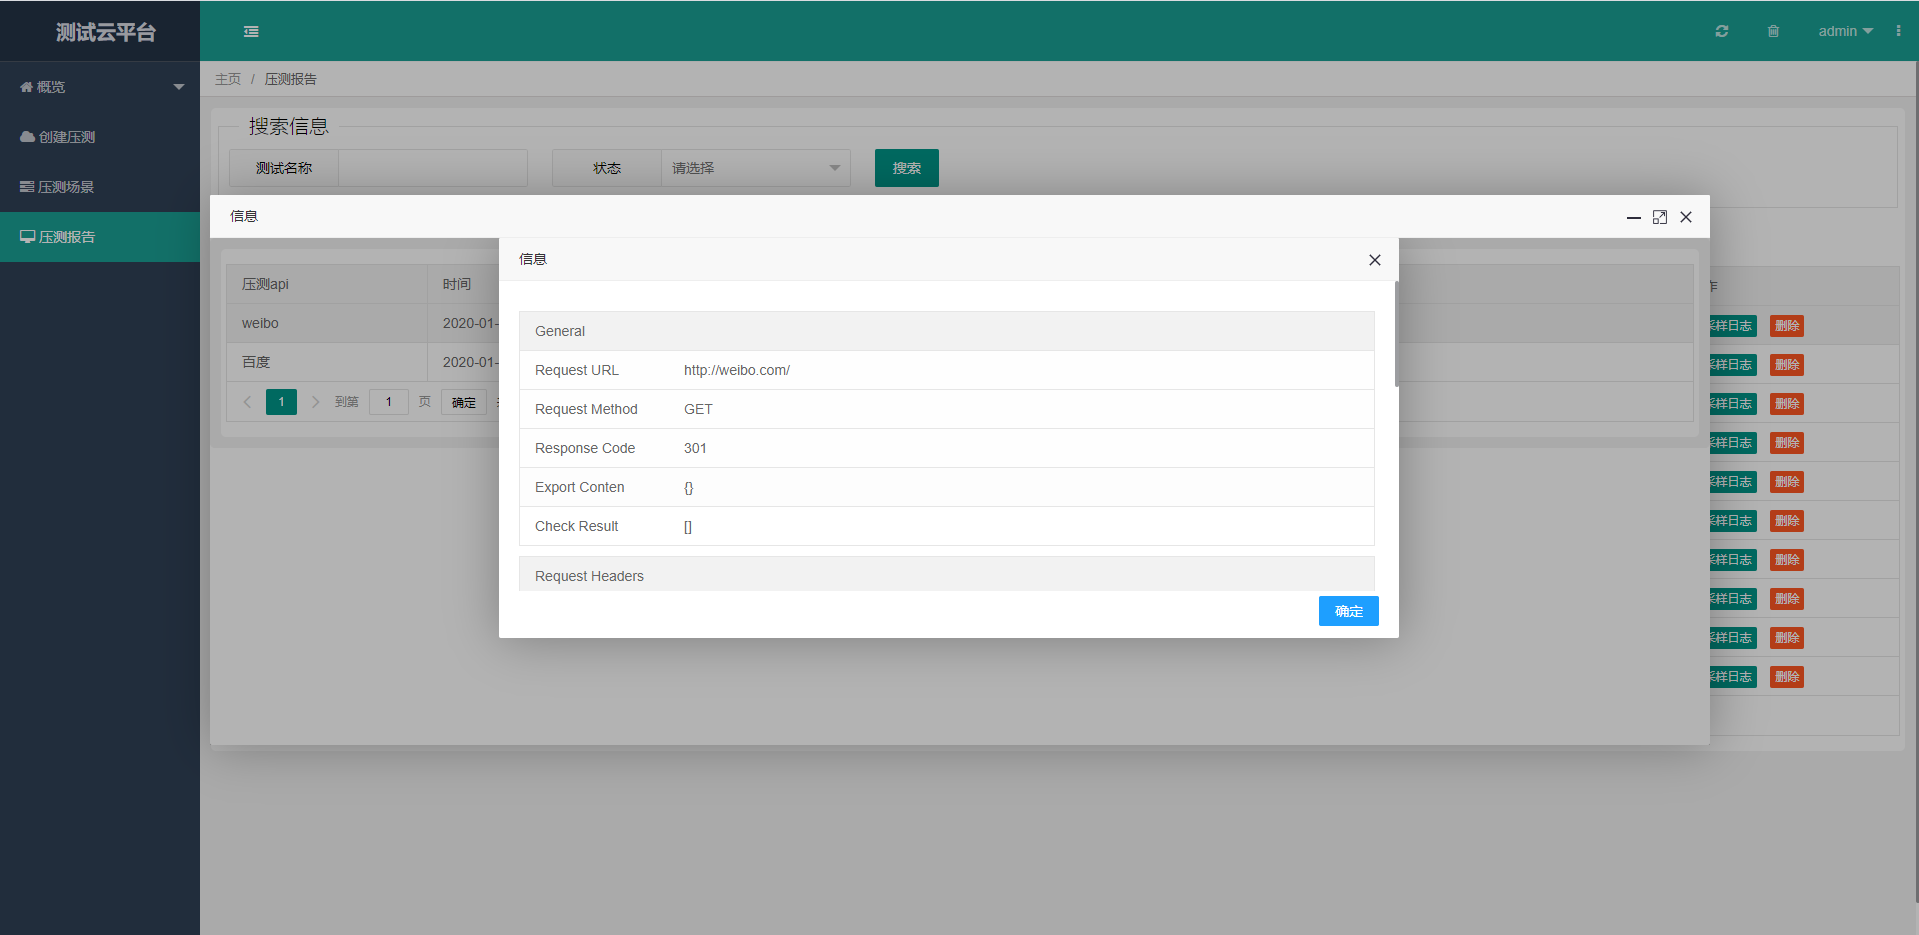 测试云平台
admin
概览
创建压测
压测场景
压测报告
主页 / 压测报告
搜索信息
测试名称
状态 请选择
搜索
信息
压测api 时间
weibo 2020-01-
百度 2020-01-
1 到第 1 页 确定
信息
General
Request URL http://weibo.com/
Request Method GET
Response Code 301
Export Conten {}
Check Result []
Request Headers
确定
采样日志 删除
采样日志 删除
采样日志 删除
采样日志 删除
采样日志 删除
采样日志 删除
采样日志 删除
采样日志 删除
采样日志 删除
采样日志 删除